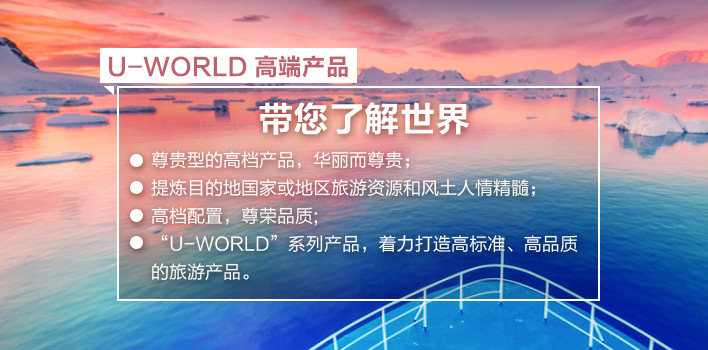 U-WORLD 高端产品
带您了解世界
尊贵型的高档产品，华丽而尊贵；
提炼目的地国家或地区旅游资源和风土人情精髓；
高档配置，尊荣品质；
“U-WORLD”系列产品，着力打造高标准、高品质
的旅游产品。